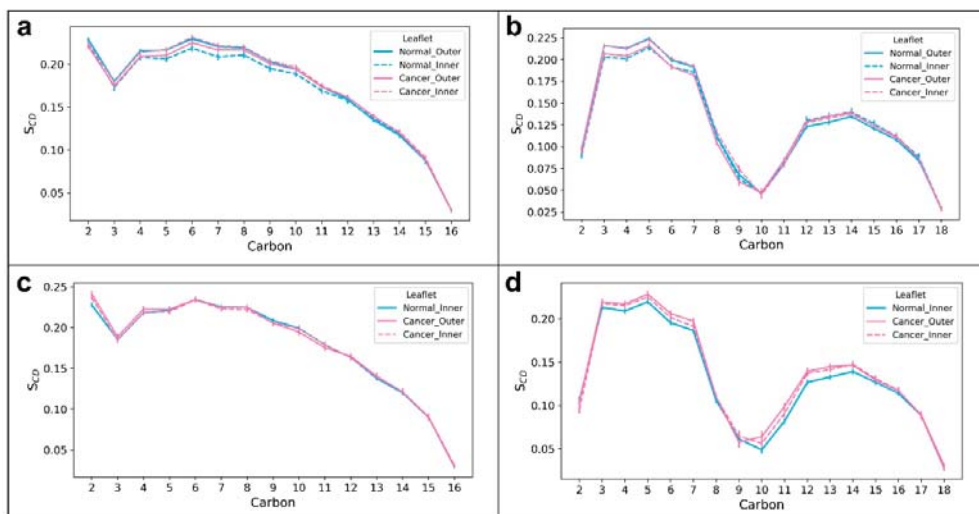 a
Leaflet
Normal_Outer
Normal_Inner
Cancer_Outer
Cancer_Inner
0.20
0.15
0.10
0.05
S_CD
2 3 4 5 6 7 8 9 10 11 12 13 14 15 16
Carbon
b
Leaflet
Normal_Outer
Normal_Inner
Cancer_Outer
Cancer_Inner
0.225
0.200
0.175
0.150
0.125
0.100
0.075
0.050
0.025
S_CD
2 3 4 5 6 7 8 9 10 11 12 13 14 15 16 17 18
Carbon
c
Leaflet
Normal_Inner
Cancer_Outer
Cancer_Inner
0.25
0.20
0.15
0.10
0.05
S_CD
2 3 4 5 6 7 8 9 10 11 12 13 14 15 16
Carbon
d
Leaflet
Normal_Inner
Cancer_Outer
Cancer_Inner
0.20
0.15
0.10
0.05
S_CD
2 3 4 5 6 7 8 9 10 11 12 13 14 15 16 17 18
Carbon